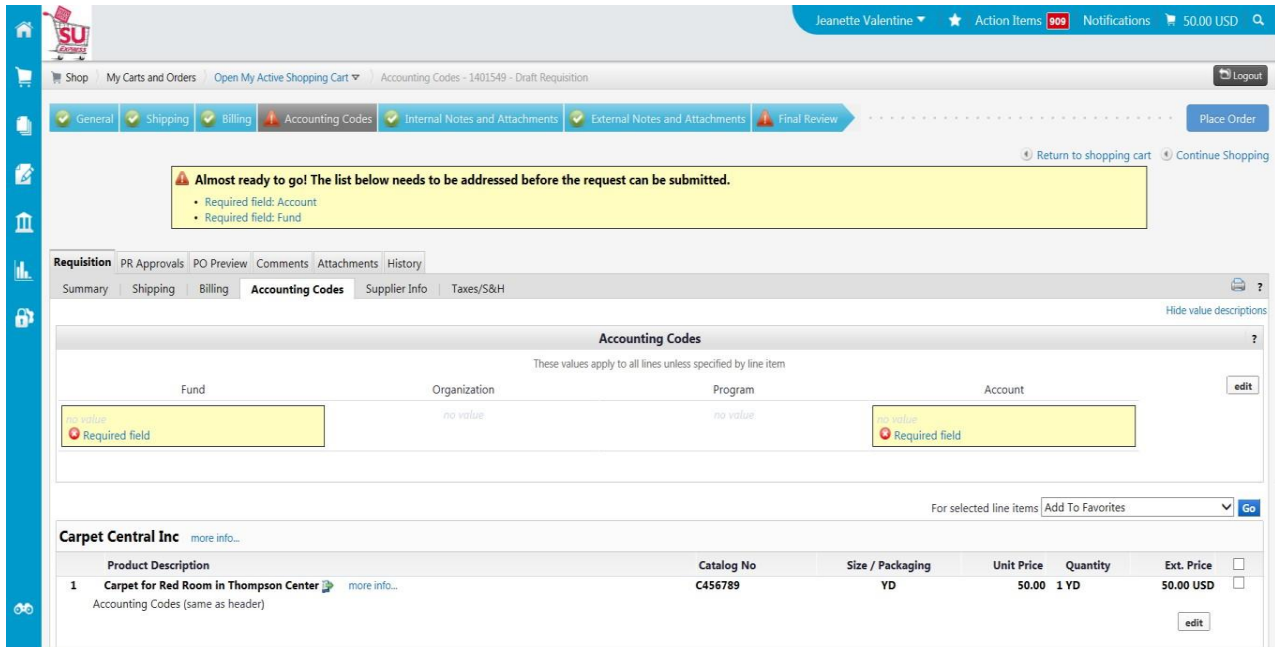 SU
EXPRESS
Jeanette Valentine Action Items 909 Notifications 50.00 USD
Shop My Carts and Orders Open My Active Shopping Cart Accounting Codes - 1401549 - Draft Requisition Logout
General Shipping Billing Accounting Codes Internal Notes and Attachments External Notes and Attachments Final Review Place Order
Return to shopping cart Continue Shopping
Almost ready to go! The list below needs to be addressed before the request can be submitted.
• Required field: Account
• Required field: Fund
Requisition PR Approvals PO Preview Comments Attachments History
Summary Shipping Billing Accounting Codes Supplier Info Taxes/S&H ?
Hide value descriptions
Accounting Codes ?
These values apply to all lines unless specified by line item
Fund Organization Program Account edit
no value no value no value no value
Required field Required field
For selected line items Add To Favorites Go
Carpet Central Inc more info...
Product Description Catalog No Size / Packaging Unit Price Quantity Ext. Price
1 Carpet for Red Room in Thompson Center more info... C456789 YD 50.00 1 YD 50.00 USD
Accounting Codes (same as header)
edit